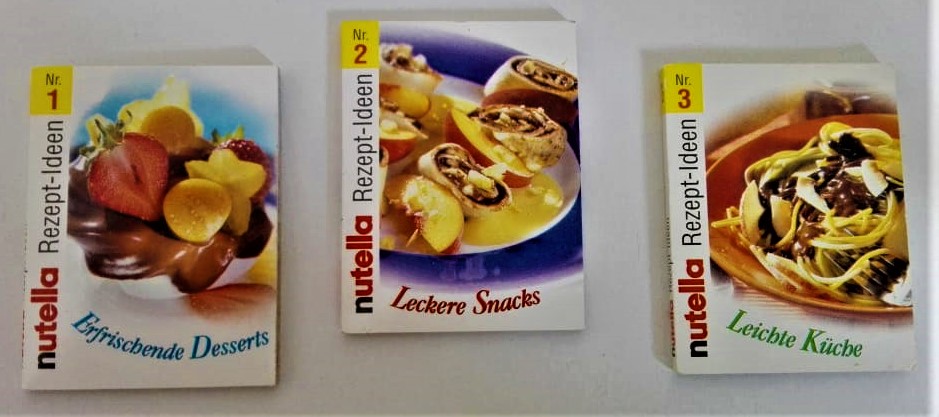 Nr.
1
nutella Rezept-Ideen
Erfrischende Desserts
Nr.
2
nutella Rezept-Ideen
Leckere Snacks
Nr.
3
nutella Rezept-Ideen
Leichte Küche